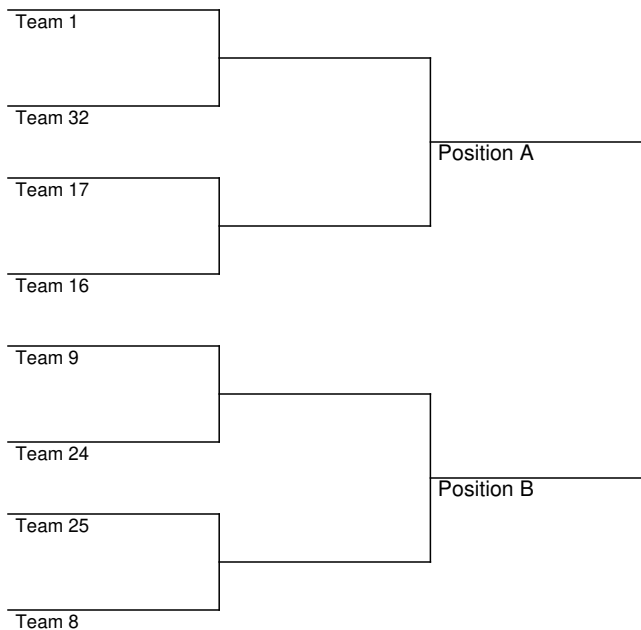 Team 1
Team 32
Position A
Team 17
Team 16
Team 9
Team 24
Position B
Team 25
Team 8